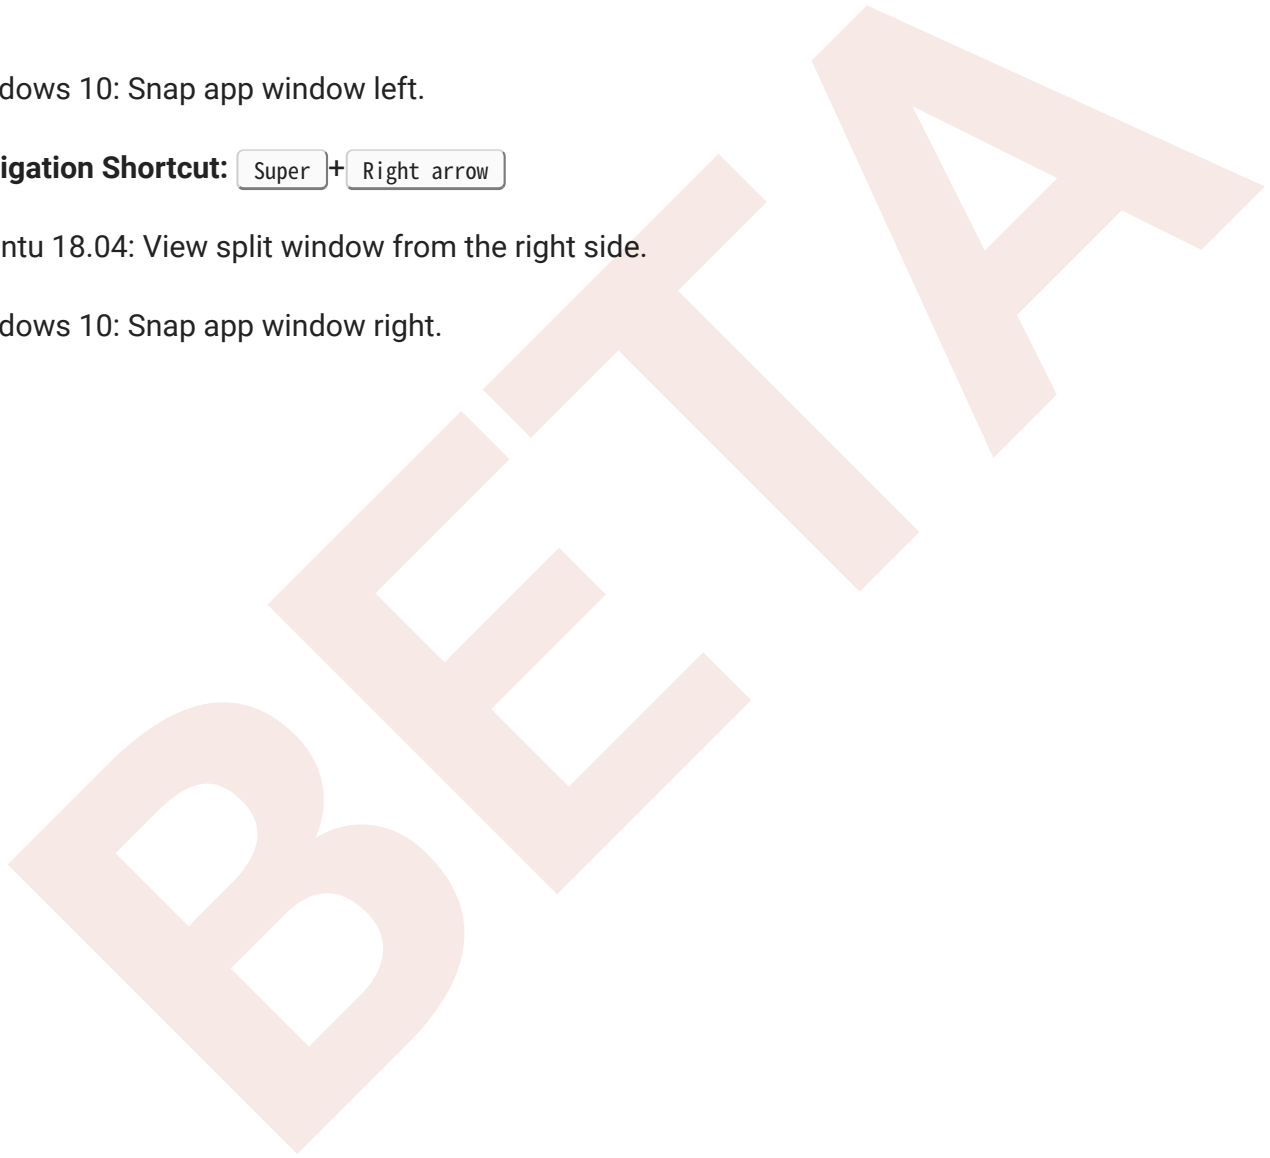 dows 10: Snap app window left.
igation Shortcut: Super+Right arrow
ntu 18.04: View split window from the right side.
dows 10: Snap app window right.
BETA